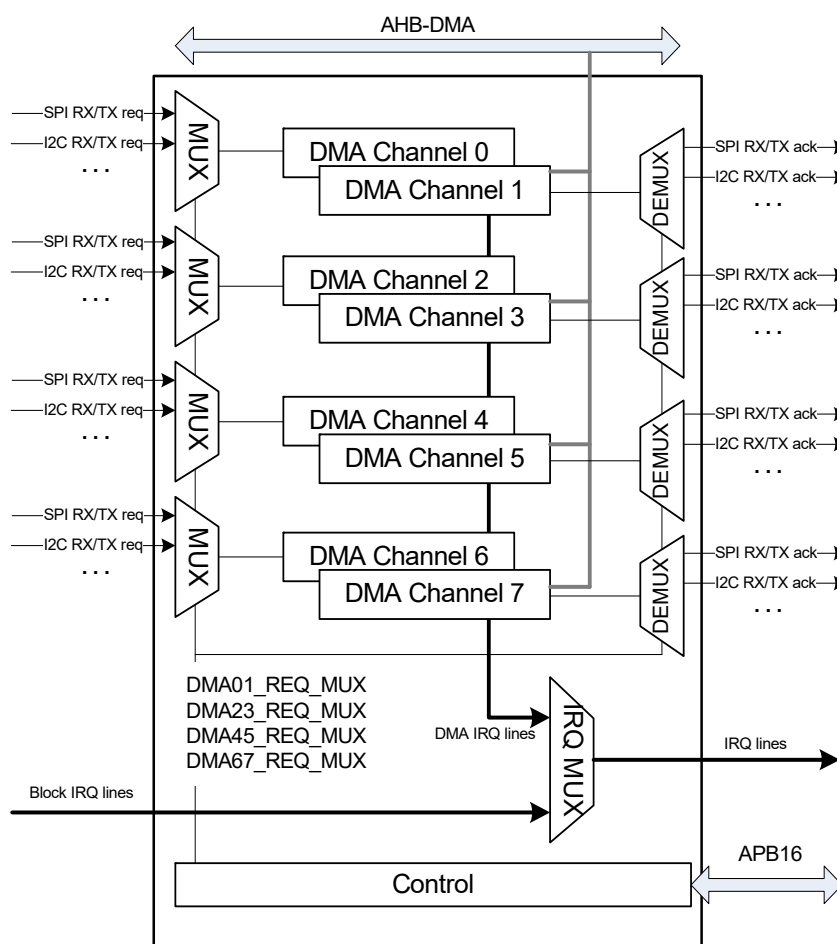 AHB-DMA
SPI RX/TX req
I2C RX/TX req
. . .
MUX
DMA Channel 0
DMA Channel 1
DEMUX
SPI RX/TX ack
I2C RX/TX ack
. . .
SPI RX/TX req
I2C RX/TX req
. . .
MUX
DMA Channel 2
DMA Channel 3
DEMUX
SPI RX/TX ack
I2C RX/TX ack
. . .
SPI RX/TX req
I2C RX/TX req
. . .
MUX
DMA Channel 4
DMA Channel 5
DEMUX
SPI RX/TX ack
I2C RX/TX ack
. . .
SPI RX/TX req
I2C RX/TX req
. . .
MUX
DMA Channel 6
DMA Channel 7
DEMUX
SPI RX/TX ack
I2C RX/TX ack
. . .
DMA01_REQ_MUX
DMA23_REQ_MUX
DMA45_REQ_MUX
DMA67_REQ_MUX
DMA IRQ lines
IRQ MUX
IRQ lines
Block IRQ lines
Control
APB16